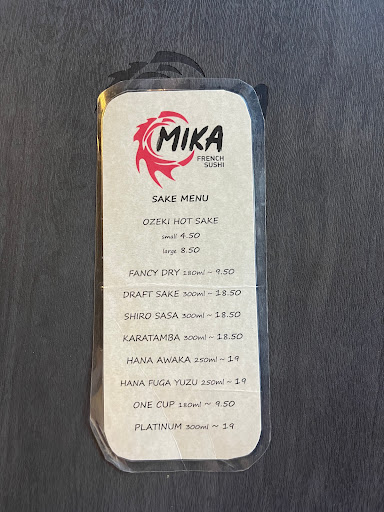 MIKA
FRENCH
SUSHI
SAKE MENU
OZEKI HOT SAKE
small 4.50
large 8.50
FANCY DRY 180ml ~ 9.50
DRAFT SAKE 300ml ~ 18.50
SHIRO SASA 300ml ~ 18.50
KARATAMBA 300ml ~ 18.50
HANA AWAKA 250ml ~ 19
HANA FUGA YUZU 250ml ~ 19
ONE CUP 180ml ~ 9.50
PLATINUM 300ml ~ 19